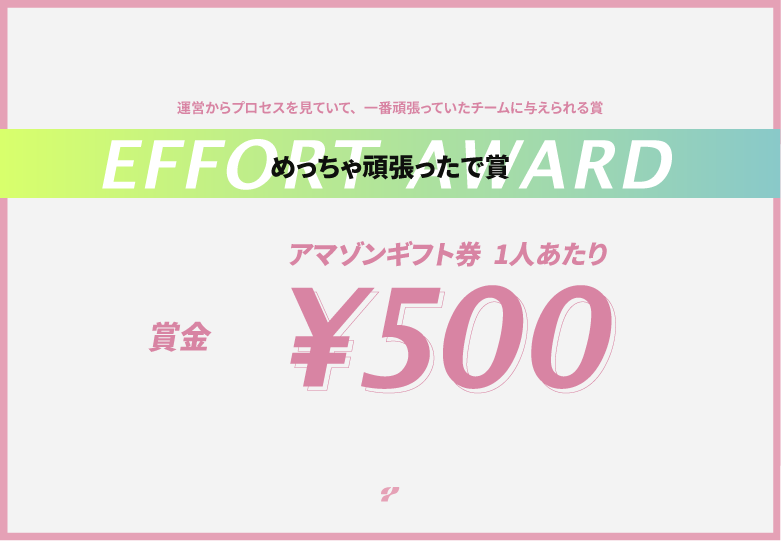 運営からプロセスを見ていて、一番頑張っていたチームに与えられる賞
EFFORT AWARD
めっちゃ頑張ったで賞
アマゾンギフト券 1人あたり
賞金
¥500